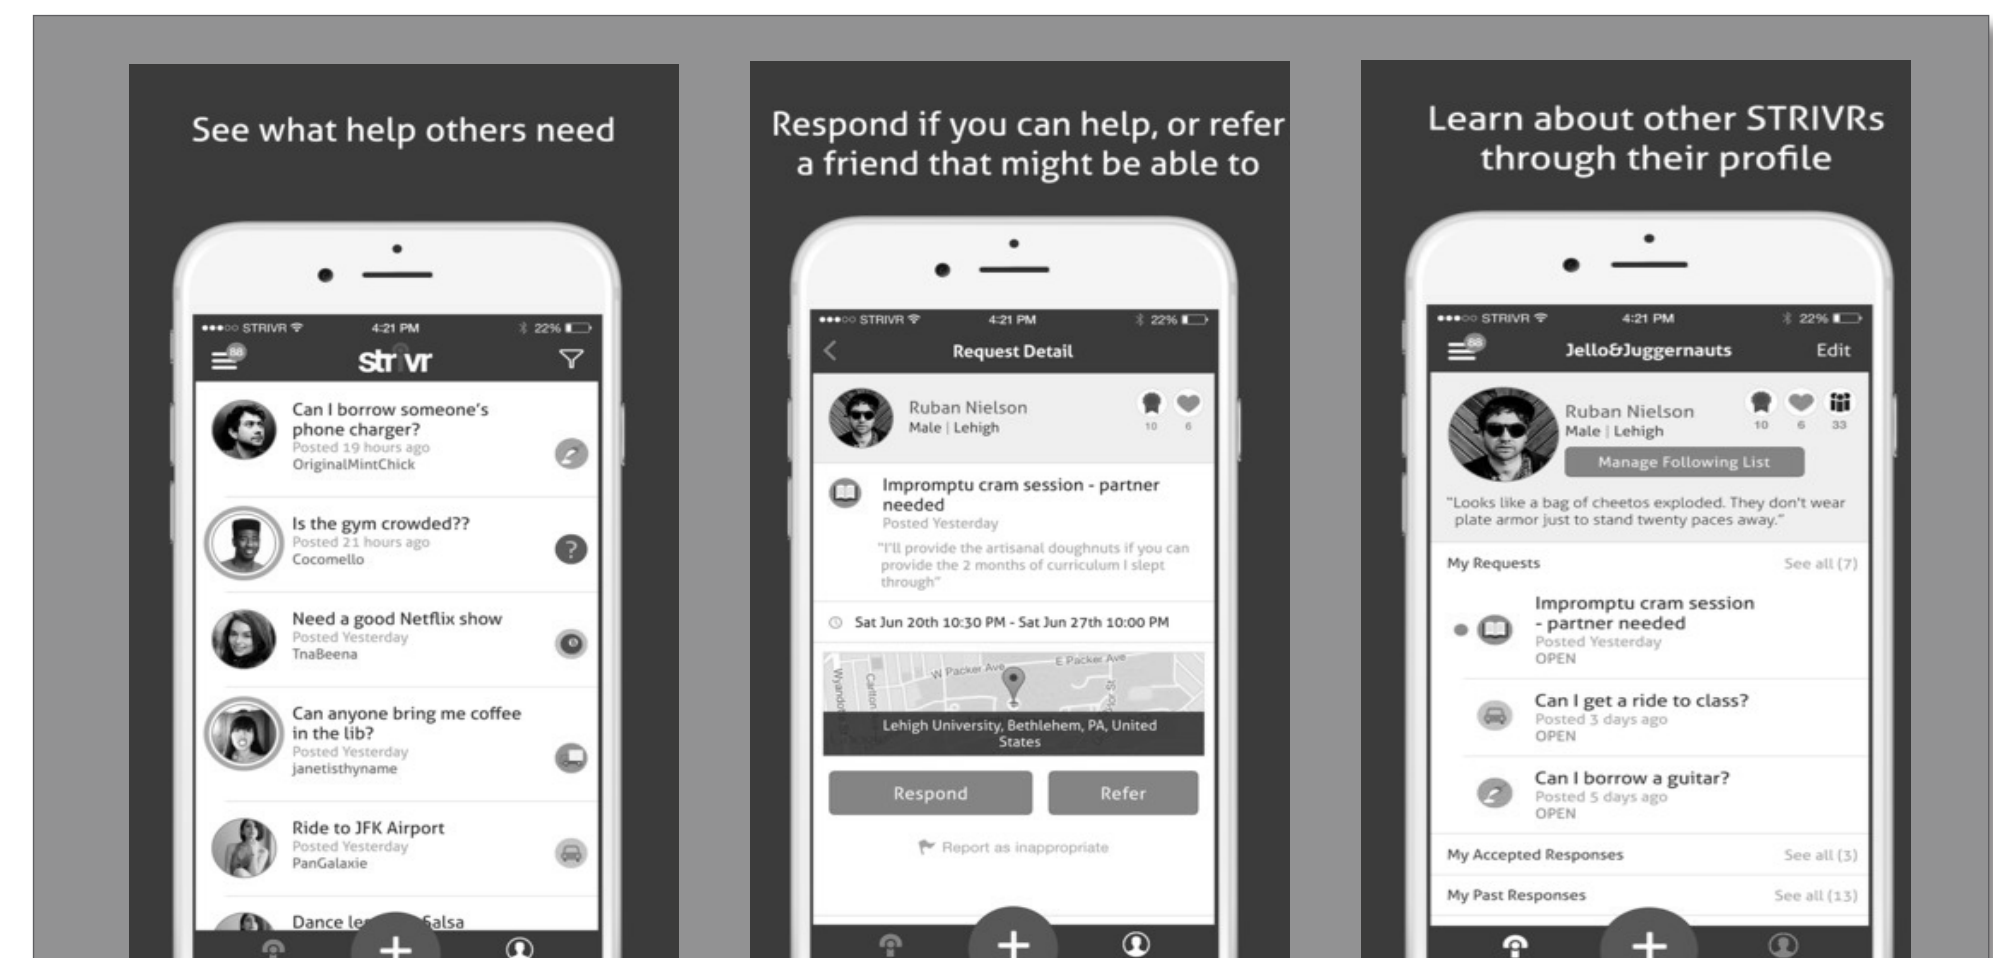 See what help others need
STRIVR
4:21 PM
22%
88
strivr
Can I borrow someone's
phone charger?
Posted 19 hours ago
OriginalMintChick
Is the gym crowded??
Posted 21 hours ago
Cocomello
?
Need a good Netflix show
Posted Yesterday
TnaBeena
Can anyone bring me coffee
in the lib?
Posted Yesterday
janetisthyname
Ride to JFK Airport
Posted Yesterday
PanGalaxie
Dance Salsa
+
Respond if you can help, or refer
a friend that might be able to
STRIVR
4:21 PM
22%
Request Detail
Ruban Nielson
Male | Lehigh
10
6
Impromptu cram session - partner
needed
Posted Yesterday
"I'll provide the artisanal doughnuts if you can
provide the 2 months of curriculum I slept
through"
Sat Jun 20th 10:30 PM - Sat Jun 27th 10:00 PM
W Packer Ave
E Packer Ave
Carlton
Lehigh University, Bethlehem, PA, United
States
Respond
Refer
Report as inappropriate
+
Learn about other STRIVRs
through their profile
STRIVR
4:21 PM
22%
88
Jello&Juggernauts
Edit
Ruban Nielson
Male | Lehigh
10
6
33
Manage Following List
"Looks like a bag of cheetos exploded. They don't wear
plate armor just to stand twenty paces away."
My Requests
See all (7)
Impromptu cram session
- partner needed
Posted Yesterday
OPEN
Can I get a ride to class?
Posted 3 days ago
OPEN
Can I borrow a guitar?
Posted 5 days ago
OPEN
My Accepted Responses
See all (3)
My Past Responses
See all (13)
+